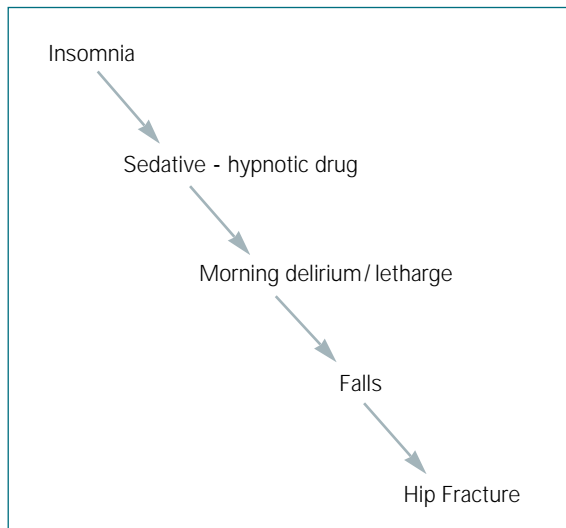 Insomnia
Sedative - hypnotic drug
Morning delirium/ letharge
Falls
Hip Fracture